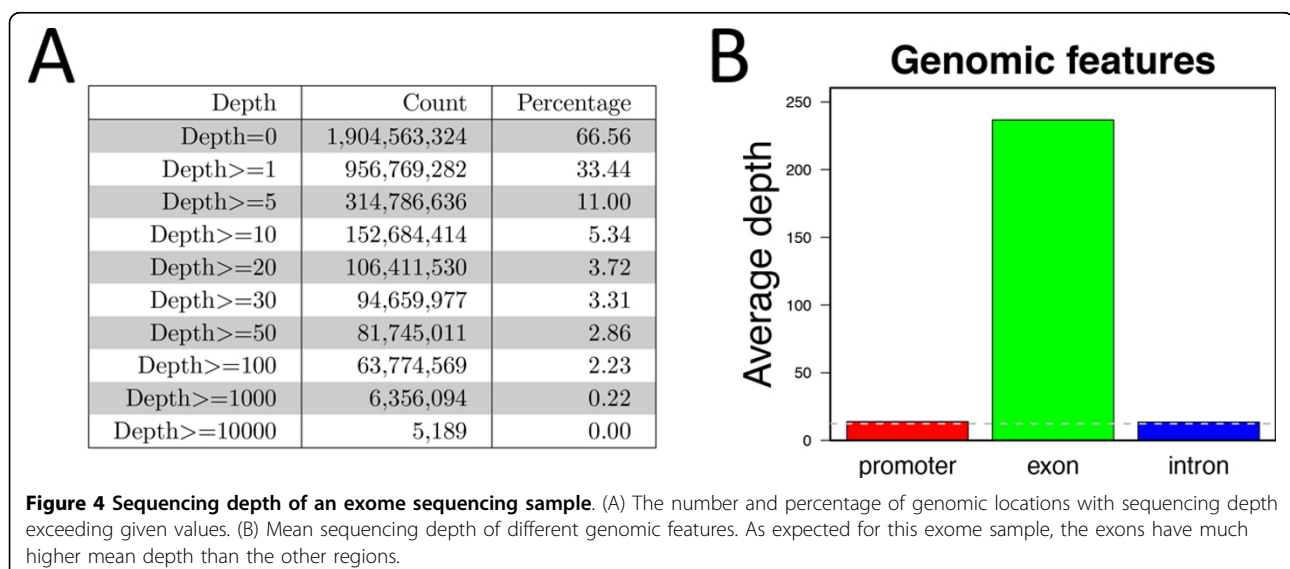 A
Depth Count Percentage
Depth=0 1,904,563,324 66.56
Depth>=1 956,769,282 33.44
Depth>=5 314,786,636 11.00
Depth>=10 152,684,414 5.34
Depth>=20 106,411,530 3.72
Depth>=30 94,659,977 3.31
Depth>=50 81,745,011 2.86
Depth>=100 63,774,569 2.23
Depth>=1000 6,356,094 0.22
Depth>=10000 5,189 0.00
B
Genomic features
Average depth
250
200
150
100
50
0
promoter exon intron
Figure 4 Sequencing depth of an exome sequencing sample. (A) The number and percentage of genomic locations with sequencing depth
exceeding given values. (B) Mean sequencing depth of different genomic features. As expected for this exome sample, the exons have much
higher mean depth than the other regions.